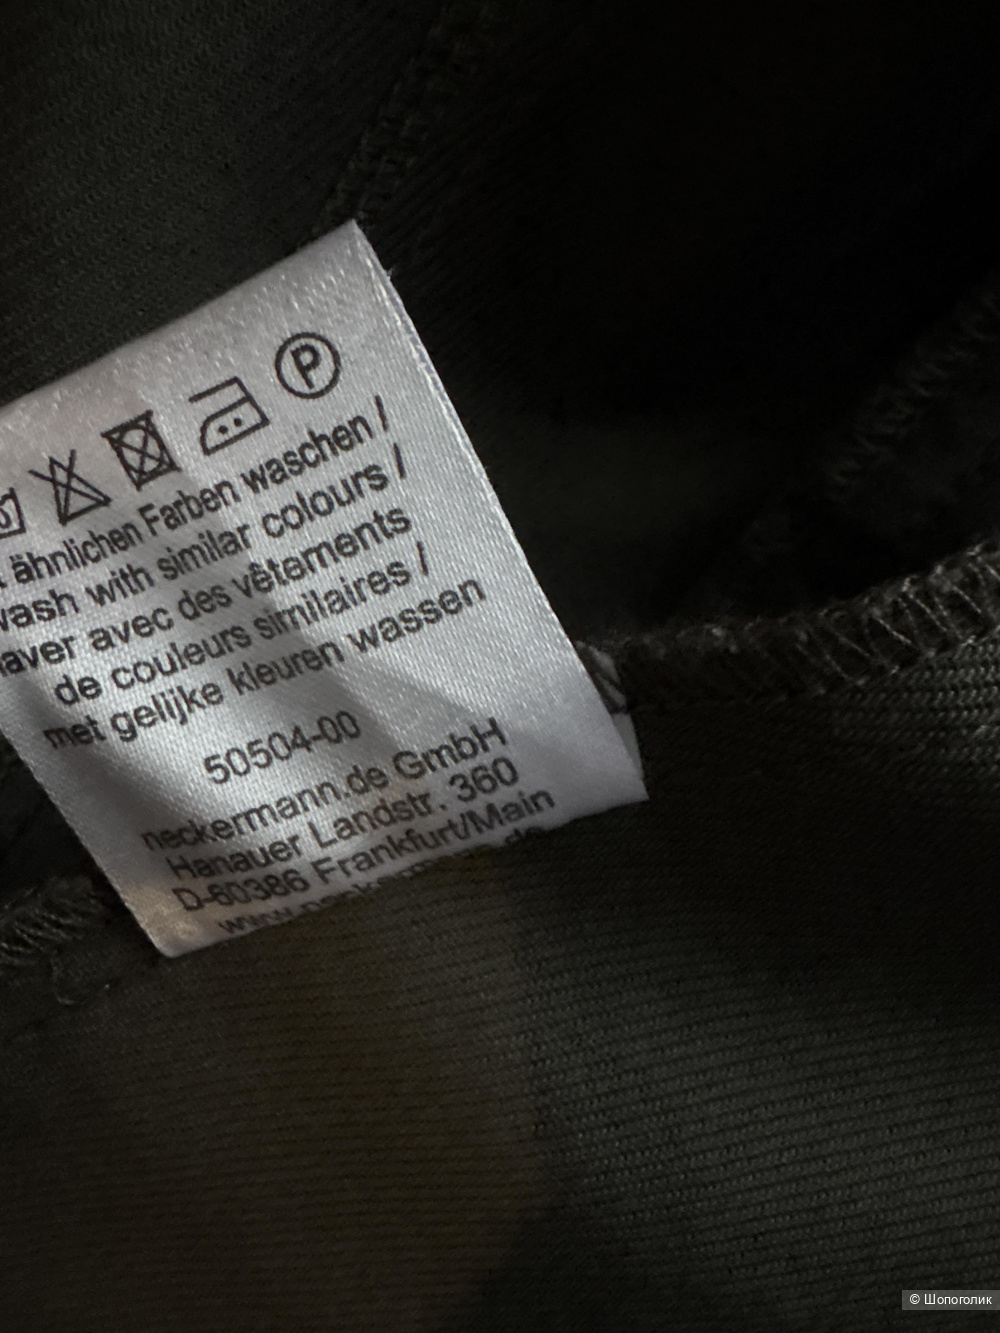 P
ähnlichen Farben waschen /
wash with similar colours /
laver avec des vêtements
de couleurs similaires /
met gelijke kleuren wassen
50504-00
neckermann.de GmbH
Hanauer Landstr. 360
D-60386 Frankfurt/Main
© Шопоголик